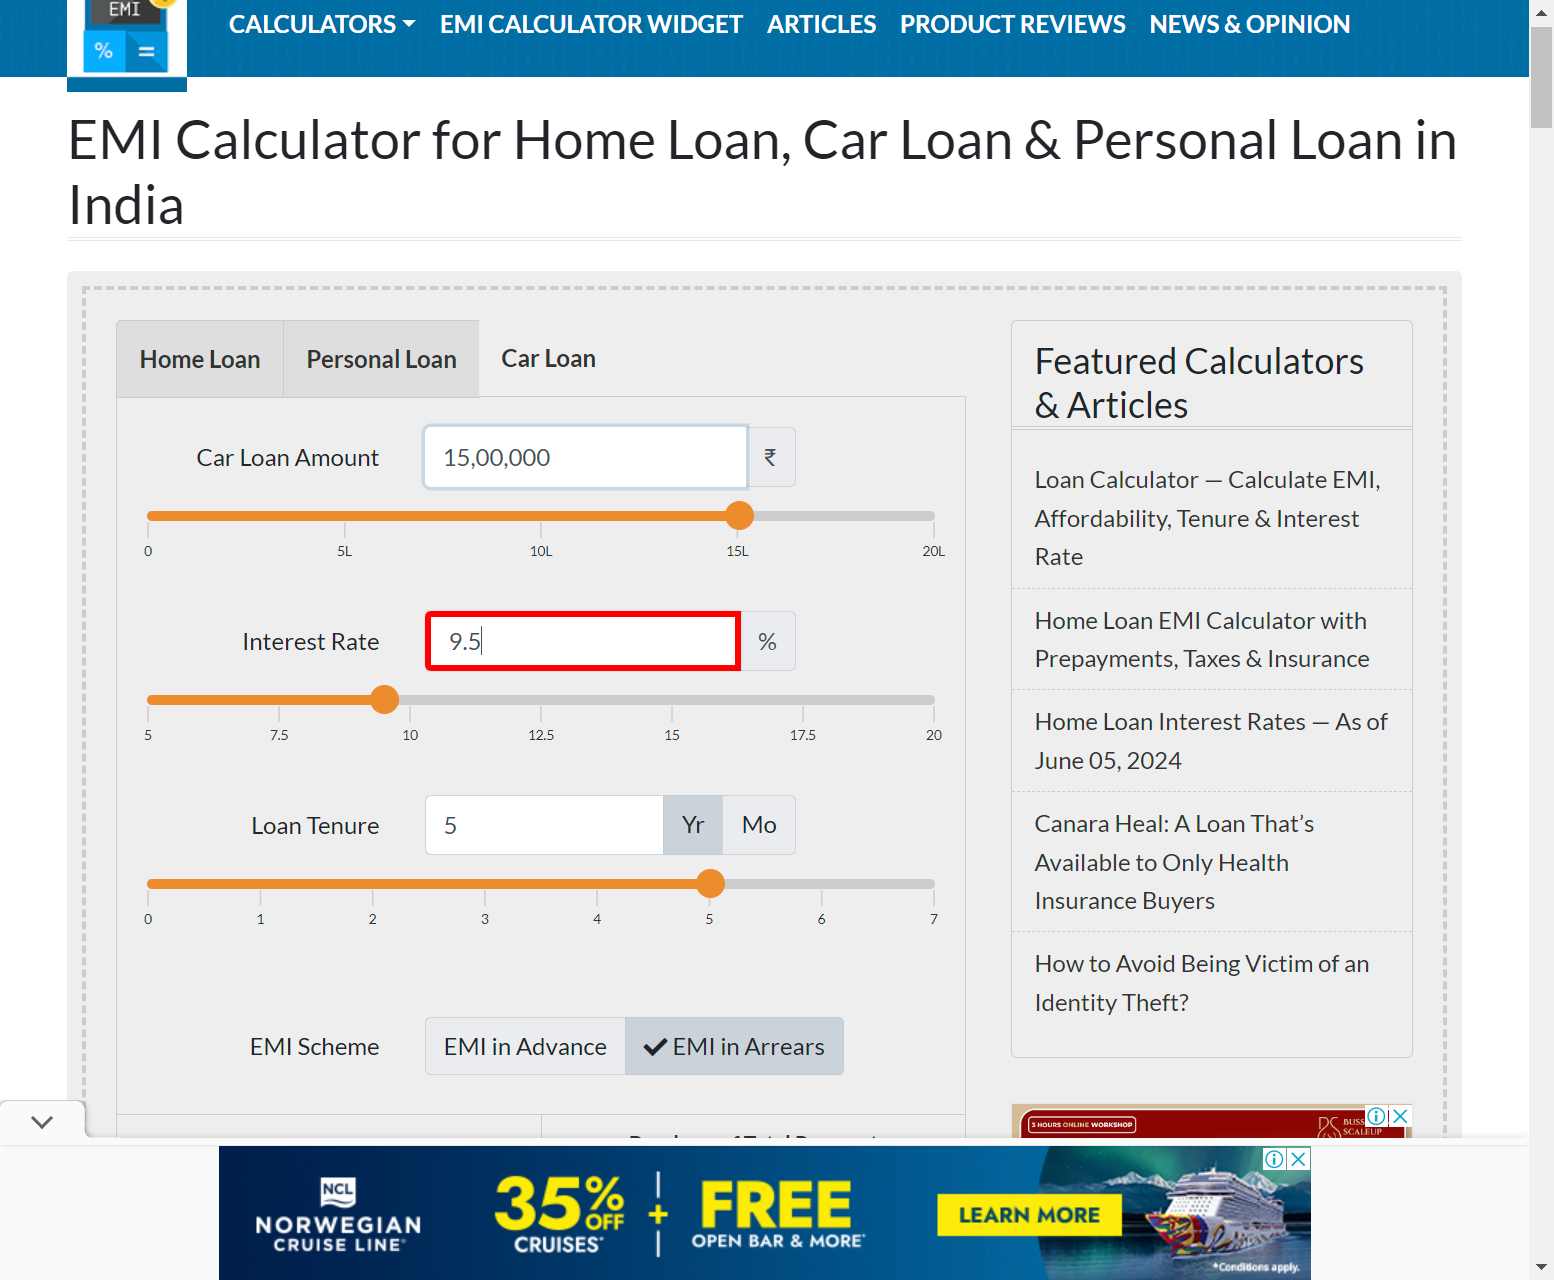 EMI
%
=
CALCULATORS
EMI CALCULATOR WIDGET
ARTICLES
PRODUCT REVIEWS
NEWS & OPINION
EMI Calculator for Home Loan, Car Loan & Personal Loan in
India
Home Loan
Personal Loan
Car Loan
Car Loan Amount
15,00,000
₹
0
5L
10L
15L
20L
Interest Rate
9.5
%
5
7.5
10
12.5
15
17.5
20
Loan Tenure
5
Yr
Mo
0
1
2
3
4
5
6
7
EMI Scheme
EMI in Advance
EMI in Arrears
Featured Calculators
& Articles
Loan Calculator — Calculate EMI,
Affordability, Tenure & Interest
Rate
Home Loan EMI Calculator with
Prepayments, Taxes & Insurance
Home Loan Interest Rates — As of
June 05, 2024
Canara Heal: A Loan That's
Available to Only Health
Insurance Buyers
How to Avoid Being Victim of an
Identity Theft?
3 HOURS ONLINE WORKSHOP
NCL
NORWEGIAN
CRUISE LINE
35% OFF
CRUISES*
+
FREE
OPEN BAR & MORE*
LEARN MORE
*Conditions apply.